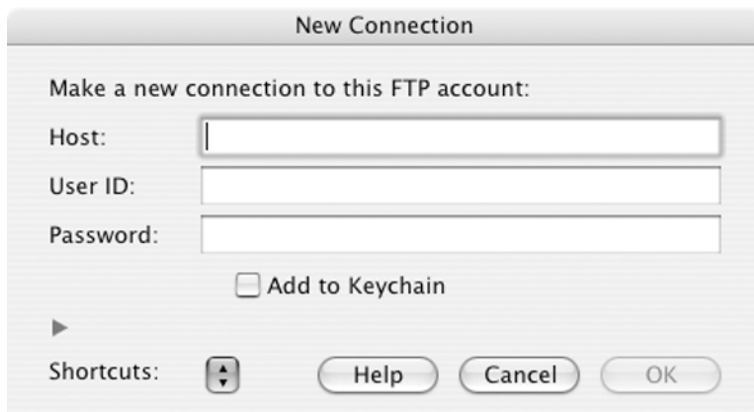 New Connection
Make a new connection to this FTP account:
Host:
User ID:
Password:
Add to Keychain
Shortcuts: Help Cancel OK